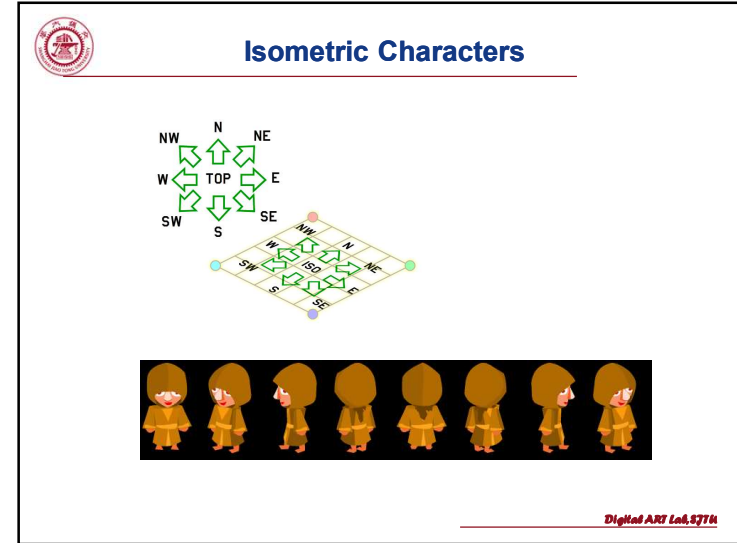 Isometric Characters
N
NW NE
W TOP E
SW SE
S
NW
W N
SW ISO NE
S E
SE
Digital ART Lab,SJTU